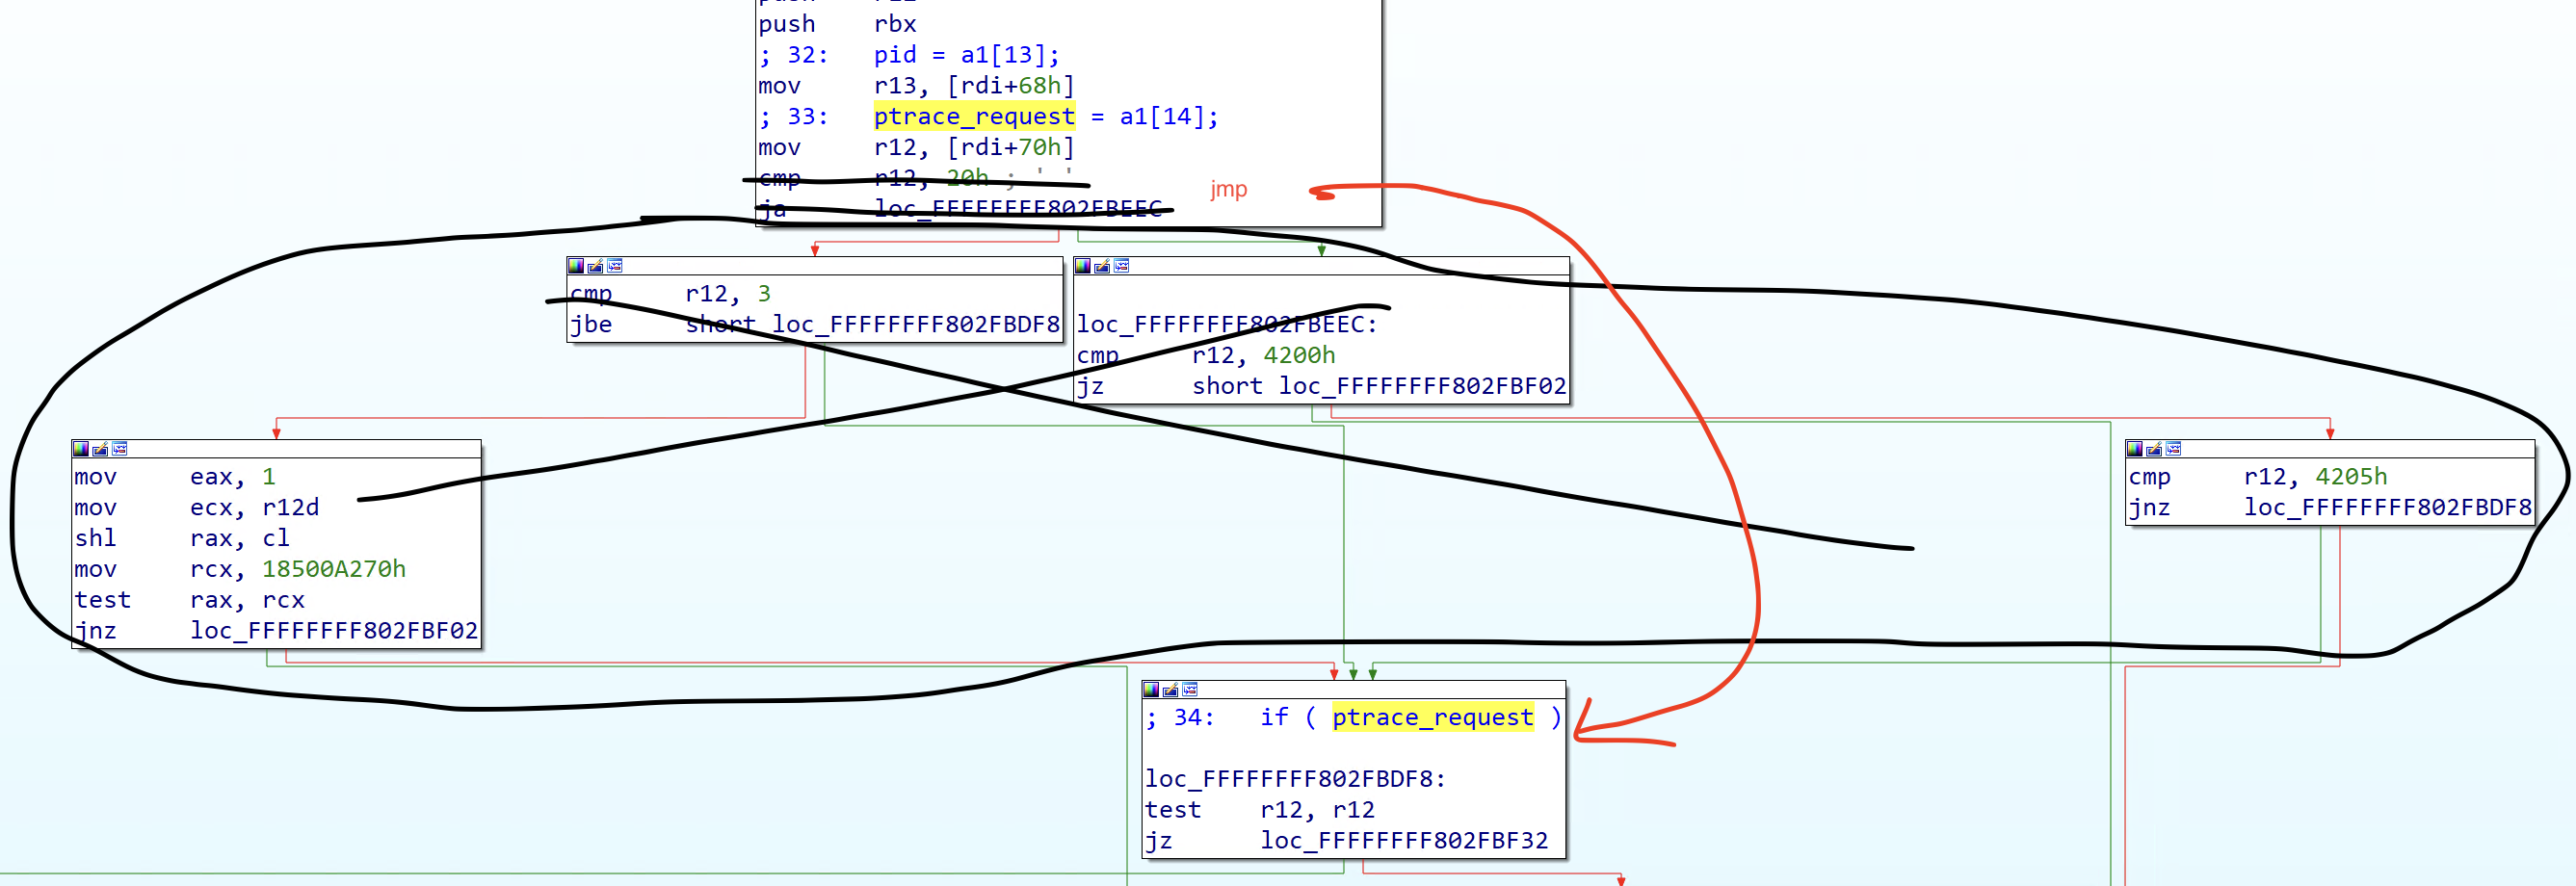 push    rbx
; 32:   pid = a1[13];
mov     r13, [rdi+68h]
; 33:   ptrace_request = a1[14];
mov     r12, [rdi+70h]
cmp     r12, 20h ; ' '
jmp
ja      loc_FFFFFFFF802FBEEC
cmp     r12, 3
jbe     short loc_FFFFFFFF802FBDF8
loc_FFFFFFFF802FBEEC:
cmp     r12, 4200h
jz      short loc_FFFFFFFF802FBF02
mov     eax, 1
mov     ecx, r12d
shl     rax, cl
mov     rcx, 18500A270h
test    rax, rcx
jnz     loc_FFFFFFFF802FBF02
cmp     r12, 4205h
jnz     loc_FFFFFFFF802FBDF8
; 34:   if ( ptrace_request )
loc_FFFFFFFF802FBDF8:
test    r12, r12
jz      loc_FFFFFFFF802FBF32